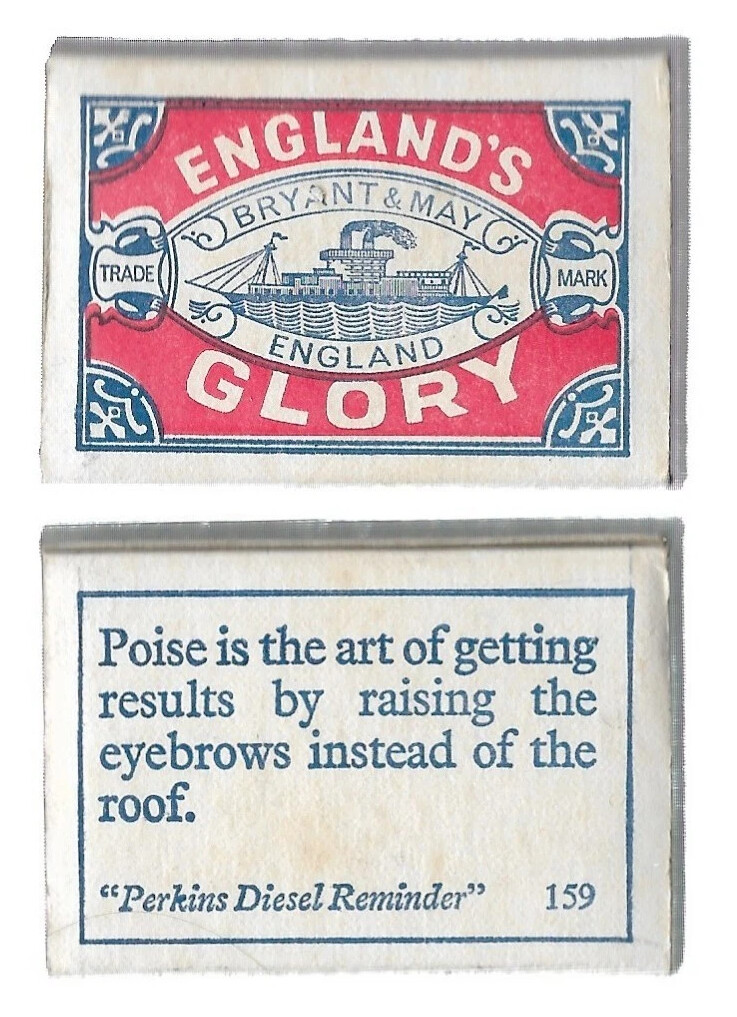 ENGLAND'S
BRYANT & MAY
TRADE MARK
ENGLAND
GLORY
Poise is the art of getting
results by raising the
eyebrows instead of the
roof.
“Perkins Diesel Reminder” 159